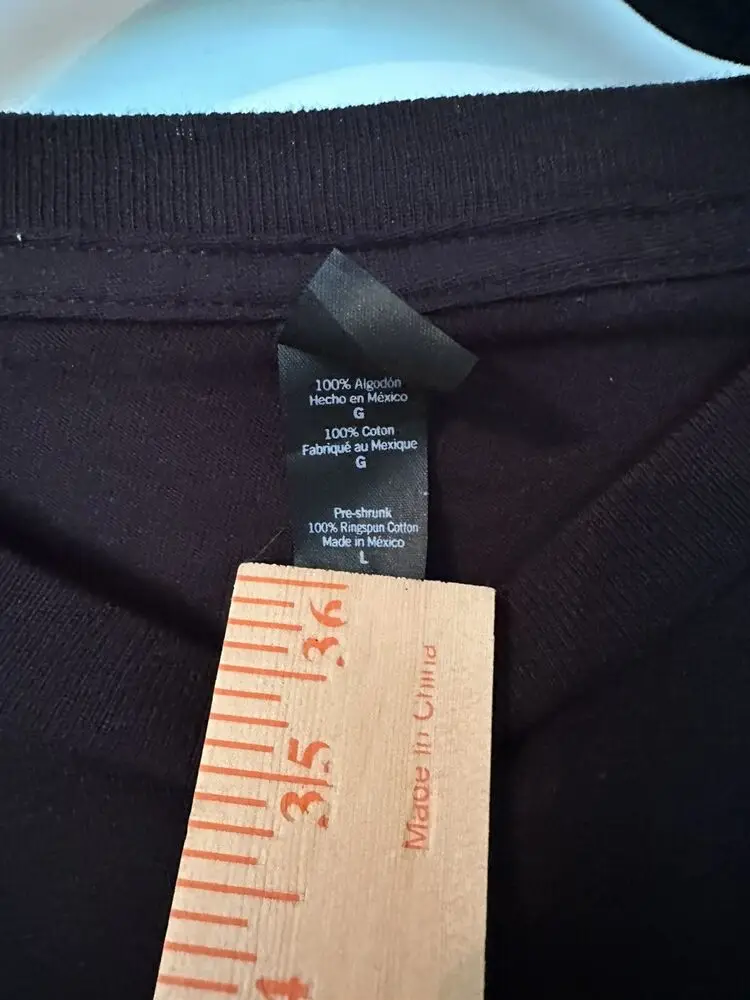 100% Algodón
Hecho en México
G
100% Coton
Fabriqué au Mexique
G
Pre-shrunk
100% Ringspun Cotton
Made in México
L
36
35
Made In China